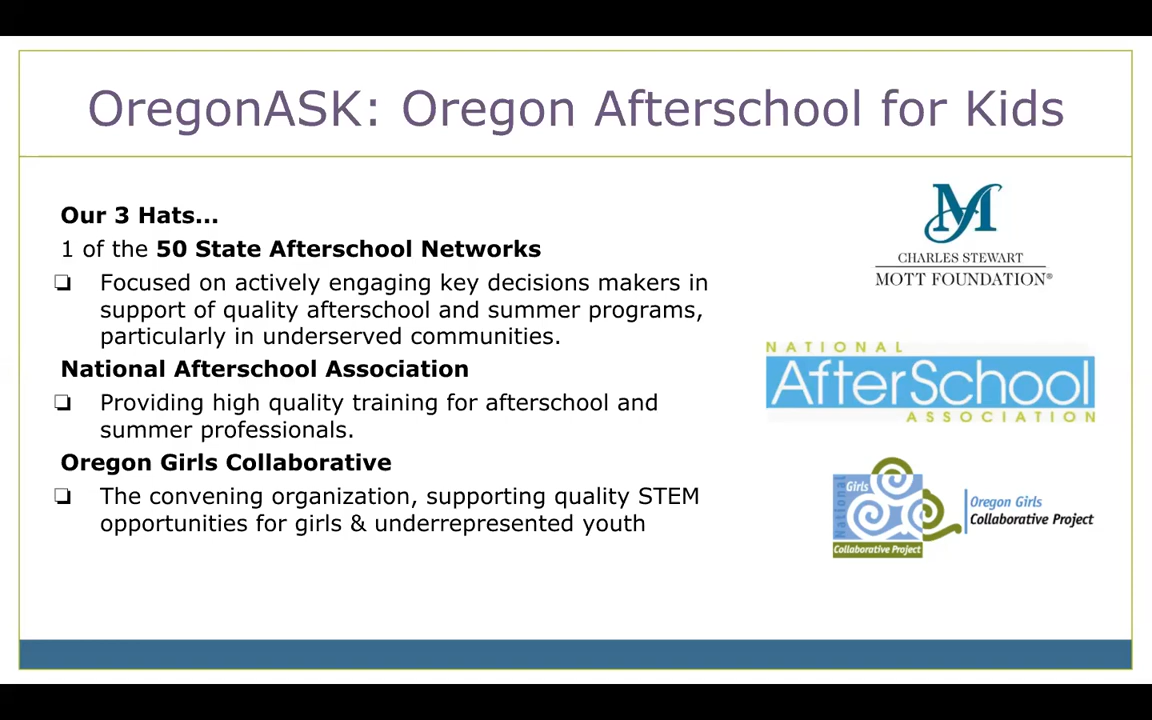 OregonASK: Oregon Afterschool for Kids
Our 3 Hats...
1 of the 50 State Afterschool Networks
❏ Focused on actively engaging key decisions makers in
support of quality afterschool and summer programs,
particularly in underserved communities.
National Afterschool Association
❏ Providing high quality training for afterschool and
summer professionals.
Oregon Girls Collaborative
❏ The convening organization, supporting quality STEM
opportunities for girls & underrepresented youth
M
CHARLES STEWART
MOTT FOUNDATION®
NATIONAL
AfterSchool
ASSOCIATION
National
Girls
Collaborative Project
Oregon Girls
Collaborative Project